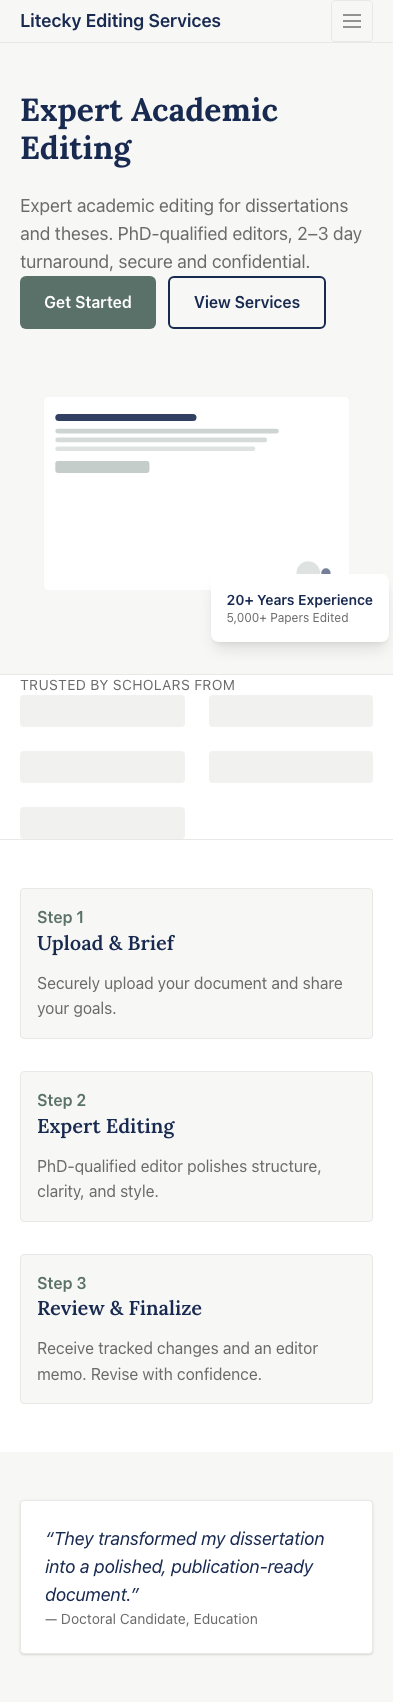 Litecky Editing Services
Expert Academic
Editing
Expert academic editing for dissertations
and theses. PhD-qualified editors, 2–3 day
turnaround, secure and confidential.
Get Started
View Services
20+ Years Experience
5,000+ Papers Edited
TRUSTED BY SCHOLARS FROM
Step 1
Upload & Brief
Securely upload your document and share
your goals.
Step 2
Expert Editing
PhD-qualified editor polishes structure,
clarity, and style.
Step 3
Review & Finalize
Receive tracked changes and an editor
memo. Revise with confidence.
“They transformed my dissertation
into a polished, publication-ready
document.”
— Doctoral Candidate, Education